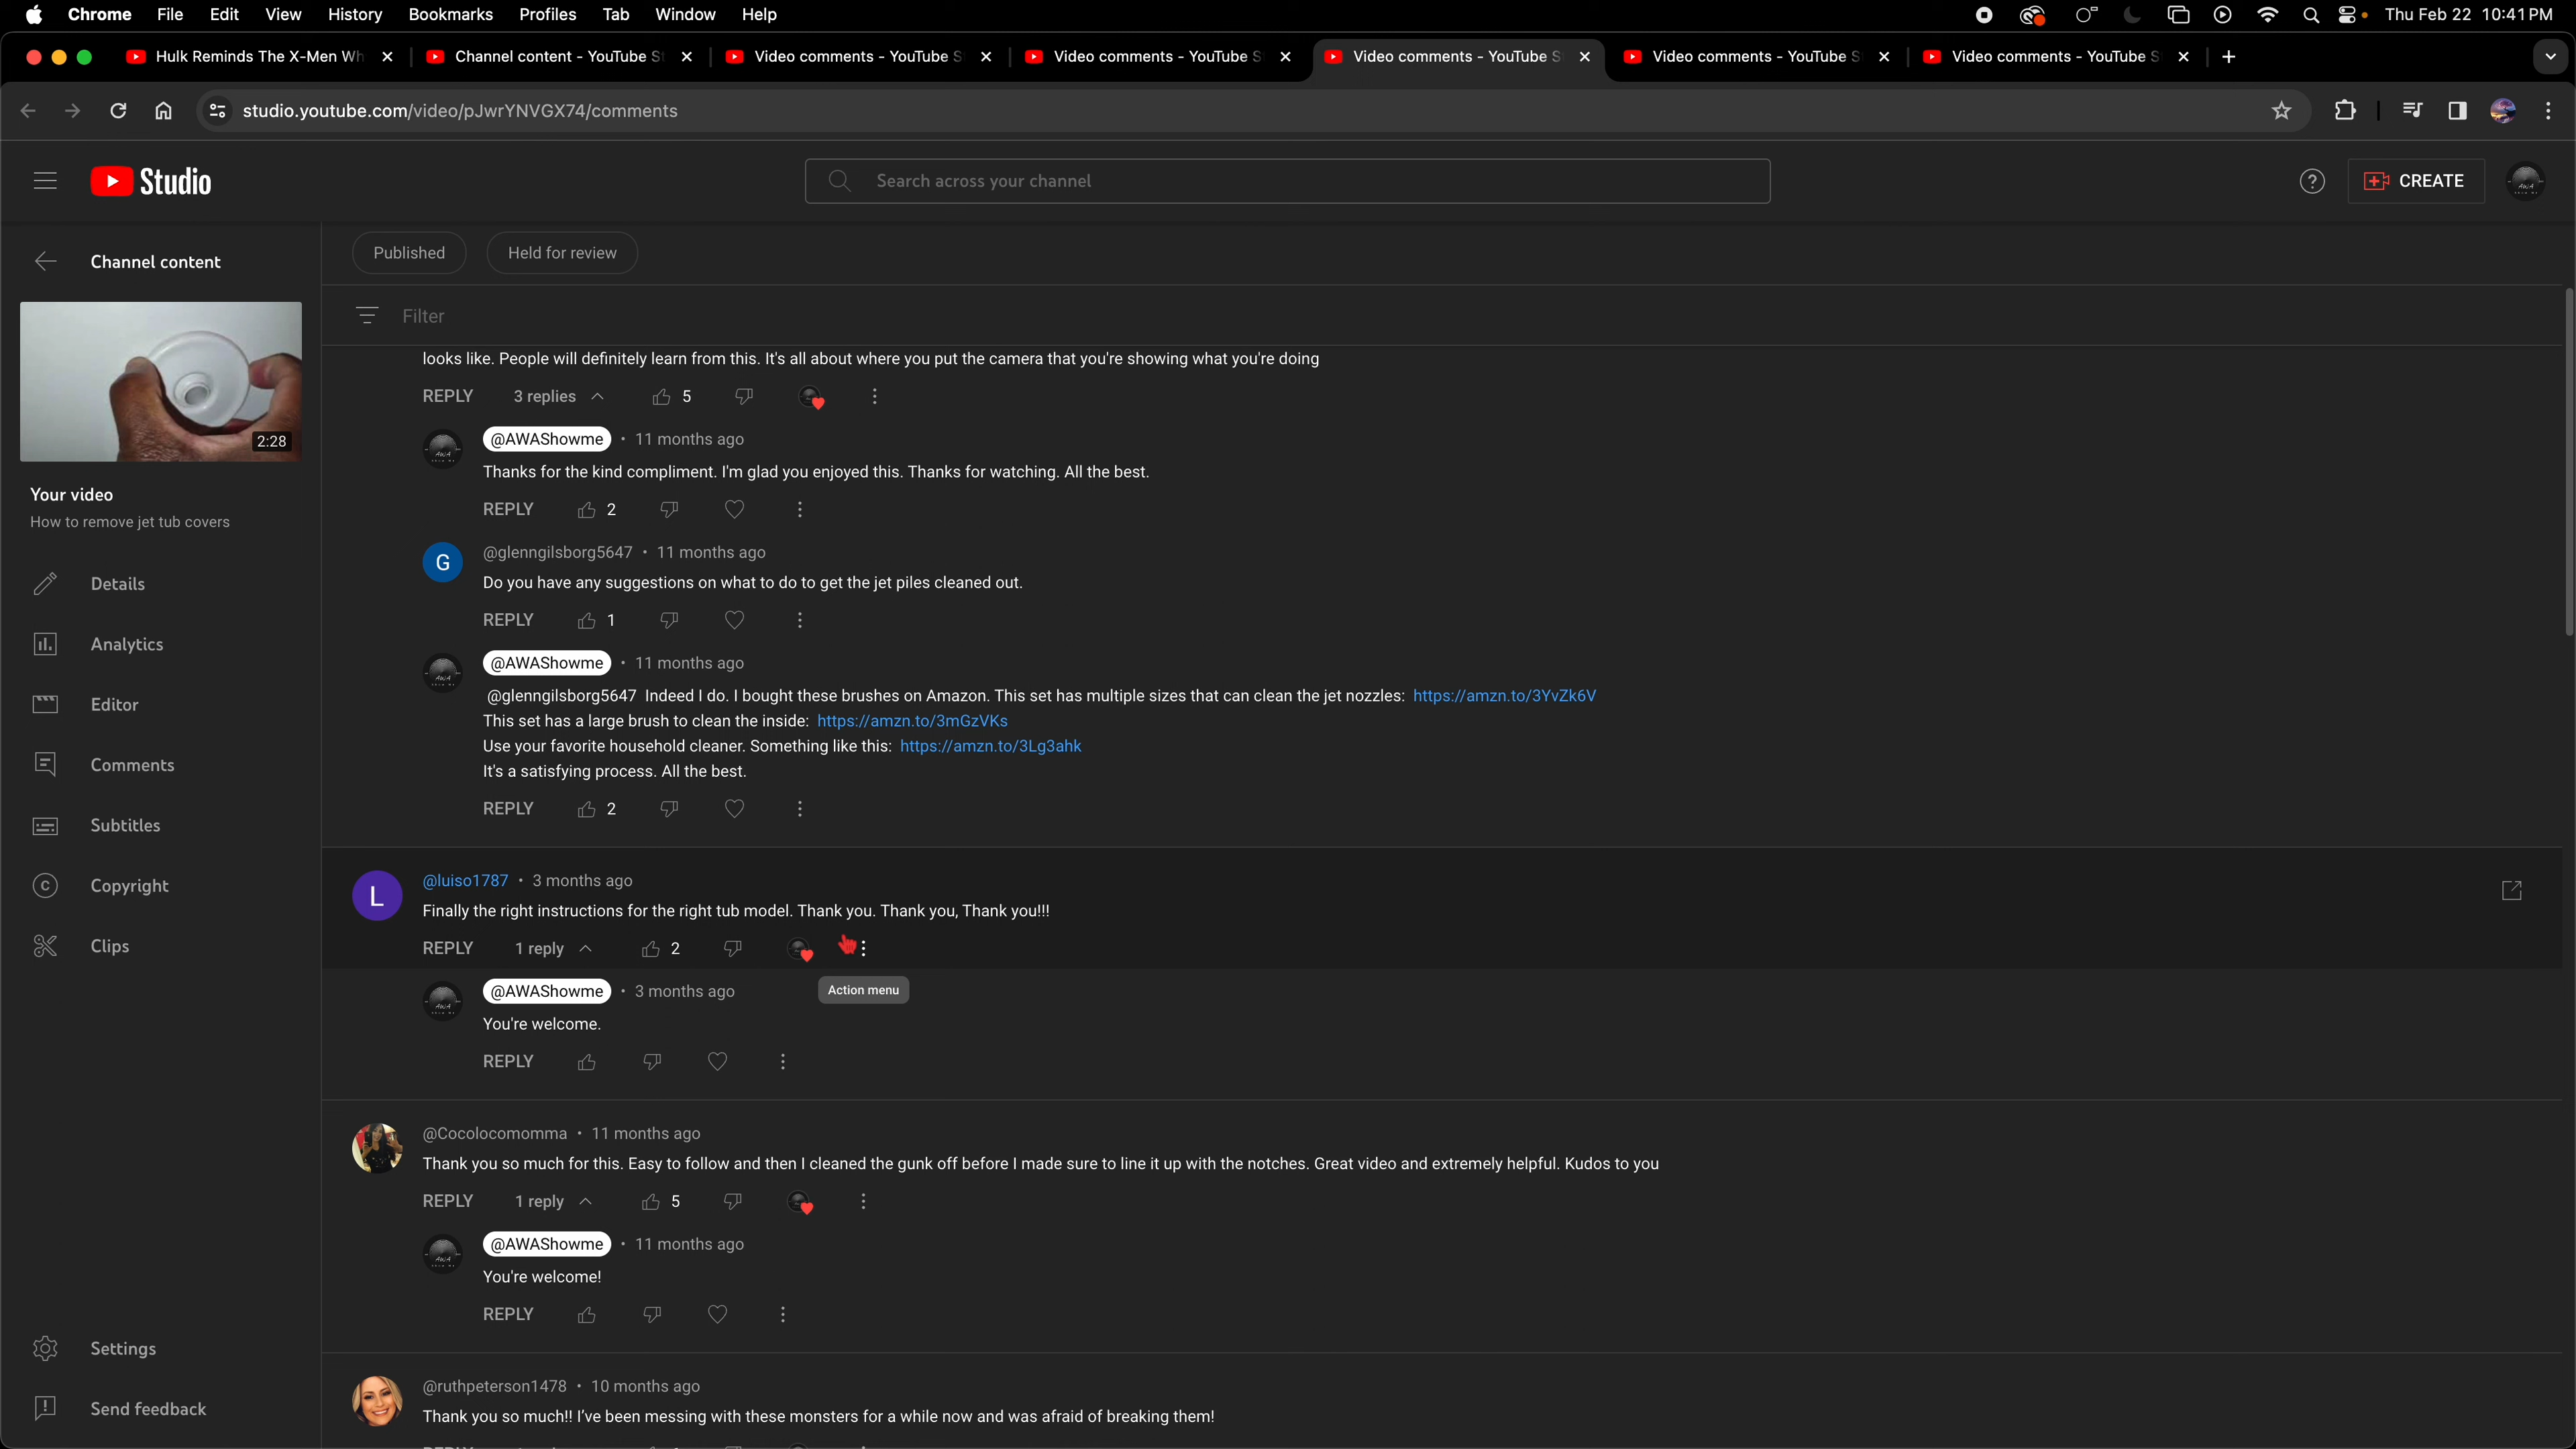 Chrome File Edit View History Bookmarks Profiles Tab Window Help Thu Feb 22 10:41 PM
Hulk Reminds The X-Men Wh Channel content - YouTube St Video comments - YouTube S Video comments - YouTube S Video comments - YouTube S Video comments - YouTube S Video comments - YouTube S
studio.youtube.com/video/pJwrYNVGX74/comments
Studio Search across your channel CREATE
Channel content
2:28
Your video
How to remove jet tub covers
Details
Analytics
Editor
Comments
Subtitles
Copyright
Clips
Settings
Send feedback
Published Held for review
Filter
looks like. People will definitely learn from this. It's all about where you put the camera that you're showing what you're doing
REPLY 3 replies 5
@AWAShowme • 11 months ago
Thanks for the kind compliment. I'm glad you enjoyed this. Thanks for watching. All the best.
REPLY 2
G @glenngilsborg5647 • 11 months ago
Do you have any suggestions on what to do to get the jet piles cleaned out.
REPLY 1
@AWAShowme • 11 months ago
@glenngilsborg5647 Indeed I do. I bought these brushes on Amazon. This set has multiple sizes that can clean the jet nozzles: https://amzn.to/3YvZk6V
This set has a large brush to clean the inside: https://amzn.to/3mGzVKs
Use your favorite household cleaner. Something like this: https://amzn.to/3Lg3ahk
It's a satisfying process. All the best.
REPLY 2
L @luiso1787 • 3 months ago
Finally the right instructions for the right tub model. Thank you. Thank you, Thank you!!!
REPLY 1 reply 2
Action menu
@AWAShowme • 3 months ago
You're welcome.
REPLY
@Cocolocomomma • 11 months ago
Thank you so much for this. Easy to follow and then I cleaned the gunk off before I made sure to line it up with the notches. Great video and extremely helpful. Kudos to you
REPLY 1 reply 5
@AWAShowme • 11 months ago
You're welcome!
REPLY
@ruthpeterson1478 • 10 months ago
Thank you so much!! I've been messing with these monsters for a while now and was afraid of breaking them!